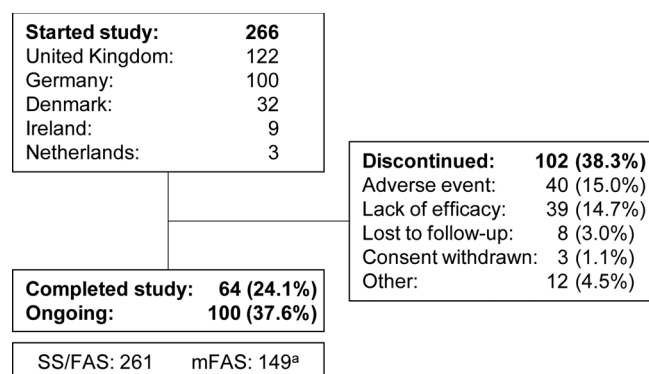 Started study: 266
United Kingdom: 122
Germany: 100
Denmark: 32
Ireland: 9
Netherlands: 3
Discontinued: 102 (38.3%)
Adverse event: 40 (15.0%)
Lack of efficacy: 39 (14.7%)
Lost to follow-up: 8 (3.0%)
Consent withdrawn: 3 (1.1%)
Other: 12 (4.5%)
Completed study: 64 (24.1%)
Ongoing: 100 (37.6%)
SS/FAS: 261 mFAS: 149ᵃ